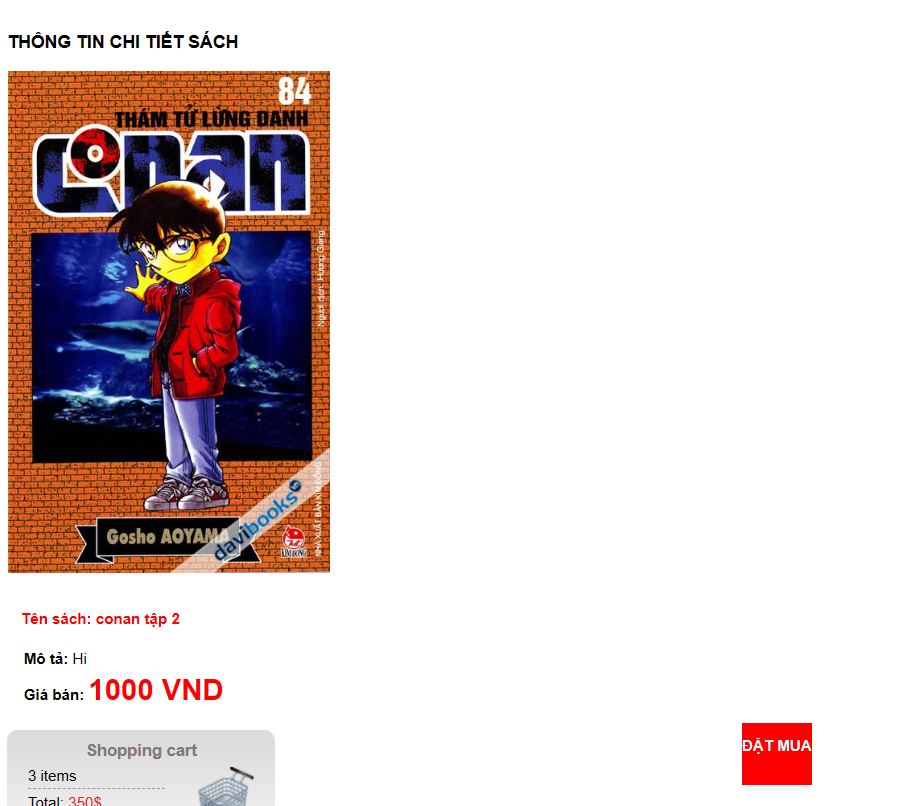 THÔNG TIN CHI TIẾT SÁCH
84
THÁM TỬ LỪNG DANH
Conan
Người dịch: Hương Giang
NHÀ XUẤT BẢN KIM ĐỒNG
davibooks.vn
Gosho AOYAMA
KIM ĐỒNG
Tên sách: conan tập 2
Mô tả: Hi
Giá bán: 1000 VND
ĐẶT MUA
Shopping cart
3 items
Total: 350$